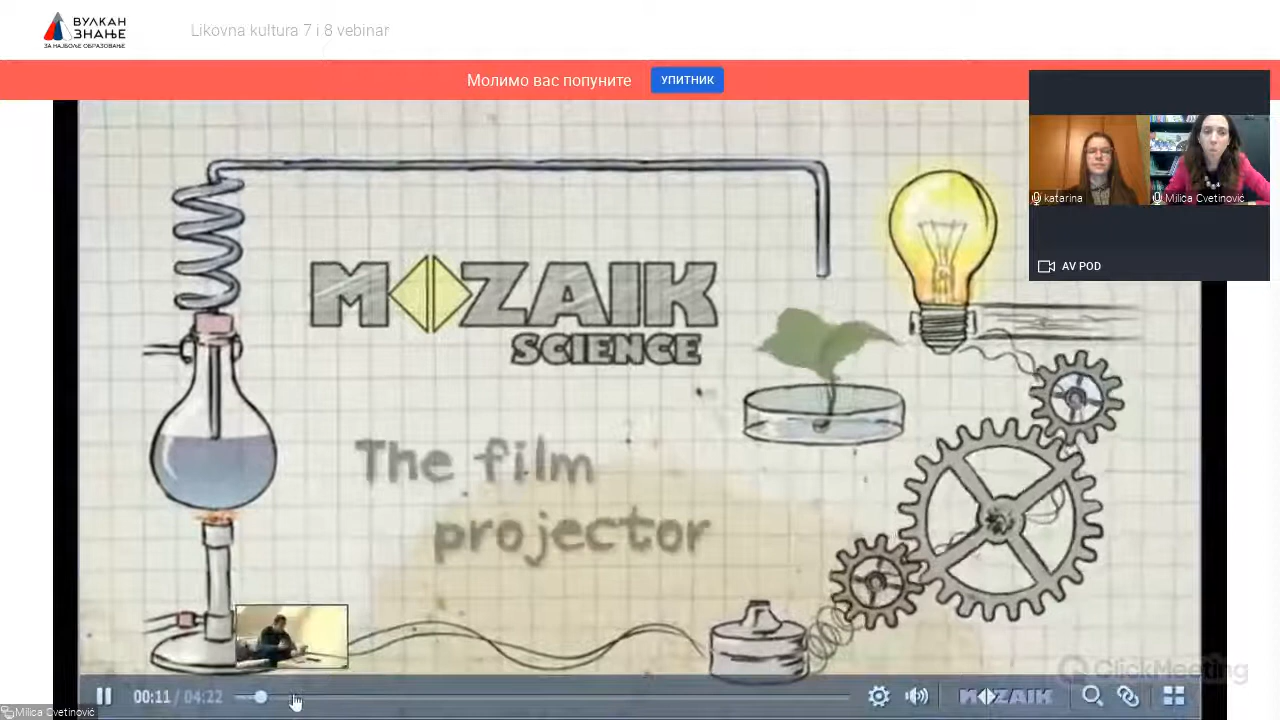 ВУЛКАН
ЗНАЊЕ
ЗА НАЈБОЉЕ ОБРАЗОВАЊЕ
Likovna kultura 7 i 8 vebinar
Молимо вас попуните
УПИТНИК
katarina
Milica Cvetinović
AV POD
MOZAIK
SCIENCE
The film
projector
ClickMeeting
00:11 / 04:22
MOZAIK
Milica Cvetinović